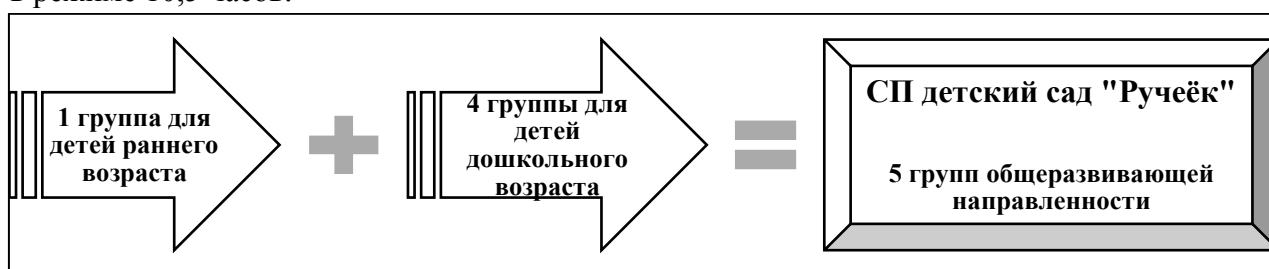 В режиме 10,5 часов.
1 группа для
детей раннего
возраста
4 группы для
детей
дошкольного
возраста
СП детский сад "Ручеёк"
5 групп общеразвивающей
направленности